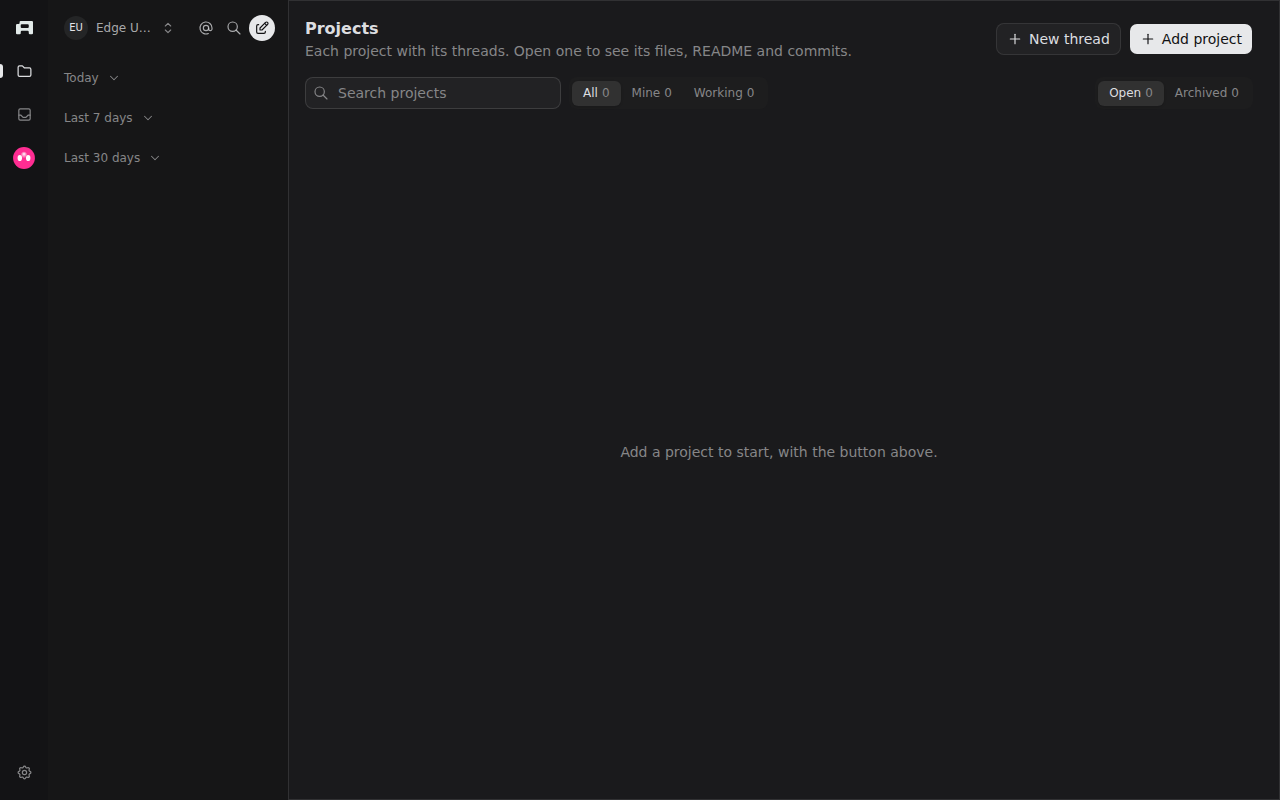 EU Edge U...
Today
Last 7 days
Last 30 days
Projects
Each project with its threads. Open one to see its files, README and commits.
New thread
Add project
Search projects
All 0
Mine 0
Working 0
Open 0
Archived 0
Add a project to start, with the button above.